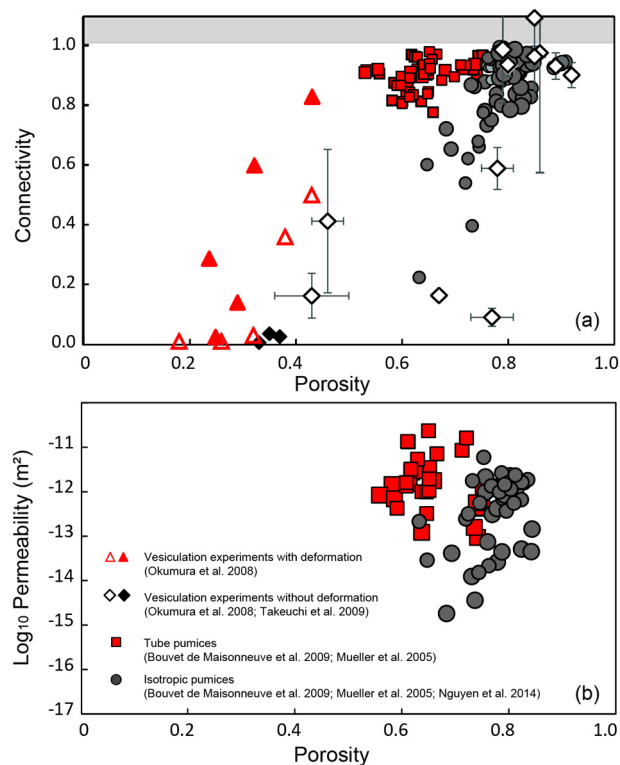 1.0
0.8
0.6
0.4
0.2
0.0
Connectivity
(a)
0 0.2 0.4 0.6 0.8 1.0
Porosity
-11
-12
-13
-14
-15
-16
-17
Log10 Permeability (m²)
Vesiculation experiments with deformation
(Okumura et al. 2008)
Vesiculation experiments without deformation
(Okumura et al. 2008; Takeuchi et al. 2009)
Tube pumices
(Bouvet de Maisonneuve et al. 2009; Mueller et al. 2005)
Isotropic pumices
(Bouvet de Maisonneuve et al. 2009; Mueller et al. 2005; Nguyen et al. 2014)
(b)
0 0.2 0.4 0.6 0.8 1.0
Porosity